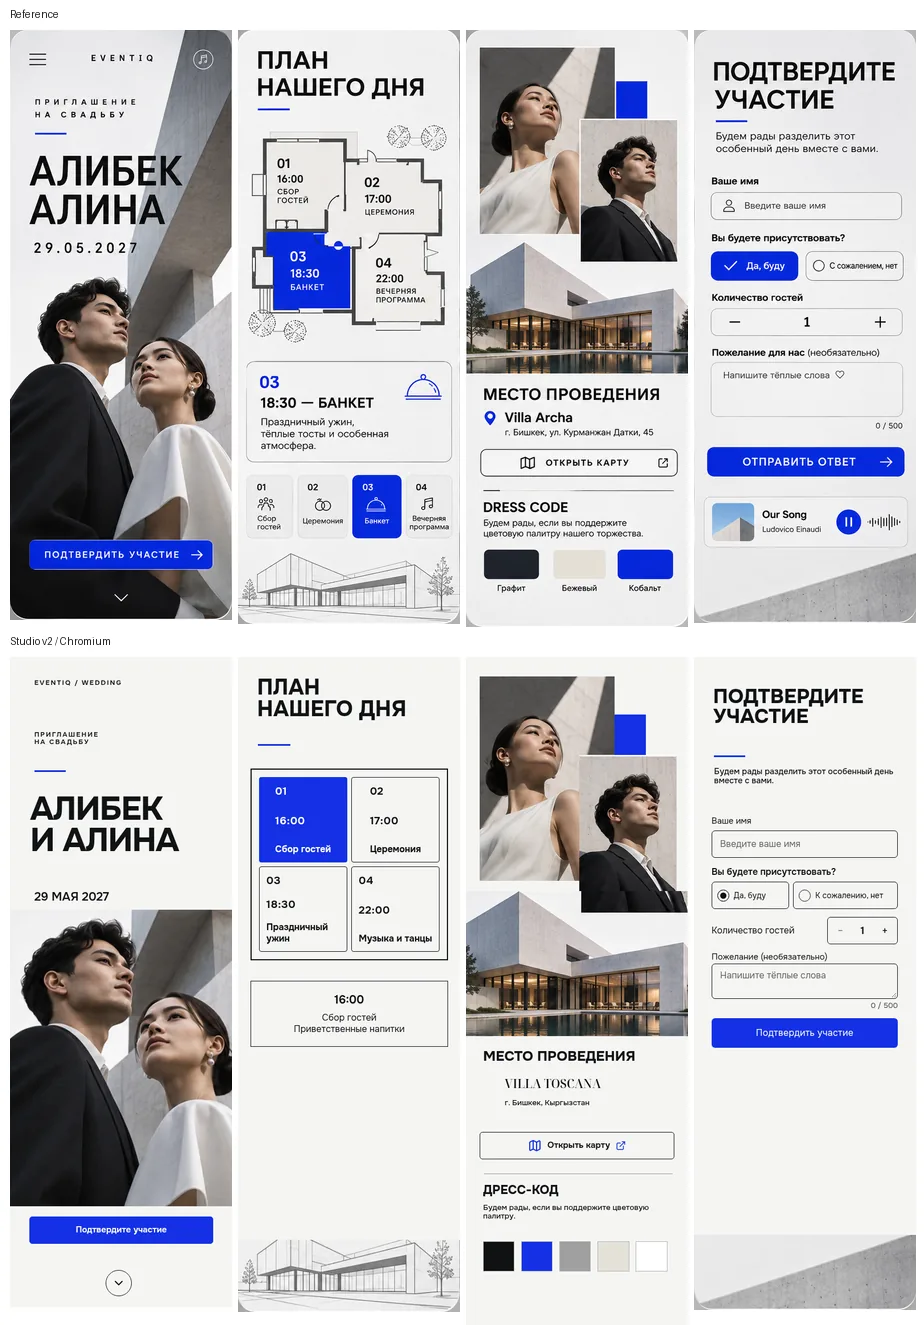 Reference
EVENTIQ
ПРИГЛАШЕНИЕ
НА СВАДЬБУ
АЛИБЕК
АЛИНА
29.05.2027
ПОДТВЕРДИТЬ УЧАСТИЕ
ПЛАН
НАШЕГО ДНЯ
01
16:00
СБОР
ГОСТЕЙ
02
17:00
ЦЕРЕМОНИЯ
03
18:30
БАНКЕТ
04
22:00
ВЕЧЕРНЯЯ
ПРОГРАММА
03
18:30 — БАНКЕТ
Праздничный ужин,
тёплые тосты и особенная
атмосфера.
01
Сбор
гостей
02
Церемония
03
Банкет
04
Вечерняя
программа
МЕСТО ПРОВЕДЕНИЯ
Villa Archa
г. Бишкек, ул. Курманжан Датки, 45
ОТКРЫТЬ КАРТУ
DRESS CODE
Будем рады, если вы поддержите
цветовую палитру нашего торжества.
Графит
Бежевый
Кобальт
ПОДТВЕРДИТЕ
УЧАСТИЕ
Будем рады разделить этот
особенный день вместе с вами.
Ваше имя
Введите ваше имя
Вы будете присутствовать?
Да, буду
С сожалением, нет
Количество гостей
1
Пожелание для нас (необязательно)
Напишите тёплые слова
0 / 500
ОТПРАВИТЬ ОТВЕТ
Our Song
Ludovico Einaudi
Studio v2 / Chromium
EVENTIQ / WEDDING
ПРИГЛАШЕНИЕ
НА СВАДЬБУ
АЛИБЕК
И АЛИНА
29 МАЯ 2027
Подтвердите участие
ПЛАН
НАШЕГО ДНЯ
01
16:00
Сбор гостей
02
17:00
Церемония
03
18:30
Праздничный
ужин
04
22:00
Музыка и танцы
16:00
Сбор гостей
Приветственные напитки
МЕСТО ПРОВЕДЕНИЯ
VILLA TOSCANA
г. Бишкек, Кыргызстан
Открыть карту
ДРЕСС-КОД
Будем рады, если вы поддержите цветовую
палитру.
ПОДТВЕРДИТЕ
УЧАСТИЕ
Будем рады разделить этот особенный день
вместе с вами.
Ваше имя
Введите ваше имя
Вы будете присутствовать?
Да, буду
К сожалению, нет
Количество гостей
− 1 +
Пожелание (необязательно)
Напишите тёплые слова
0 / 500
Подтвердить участие